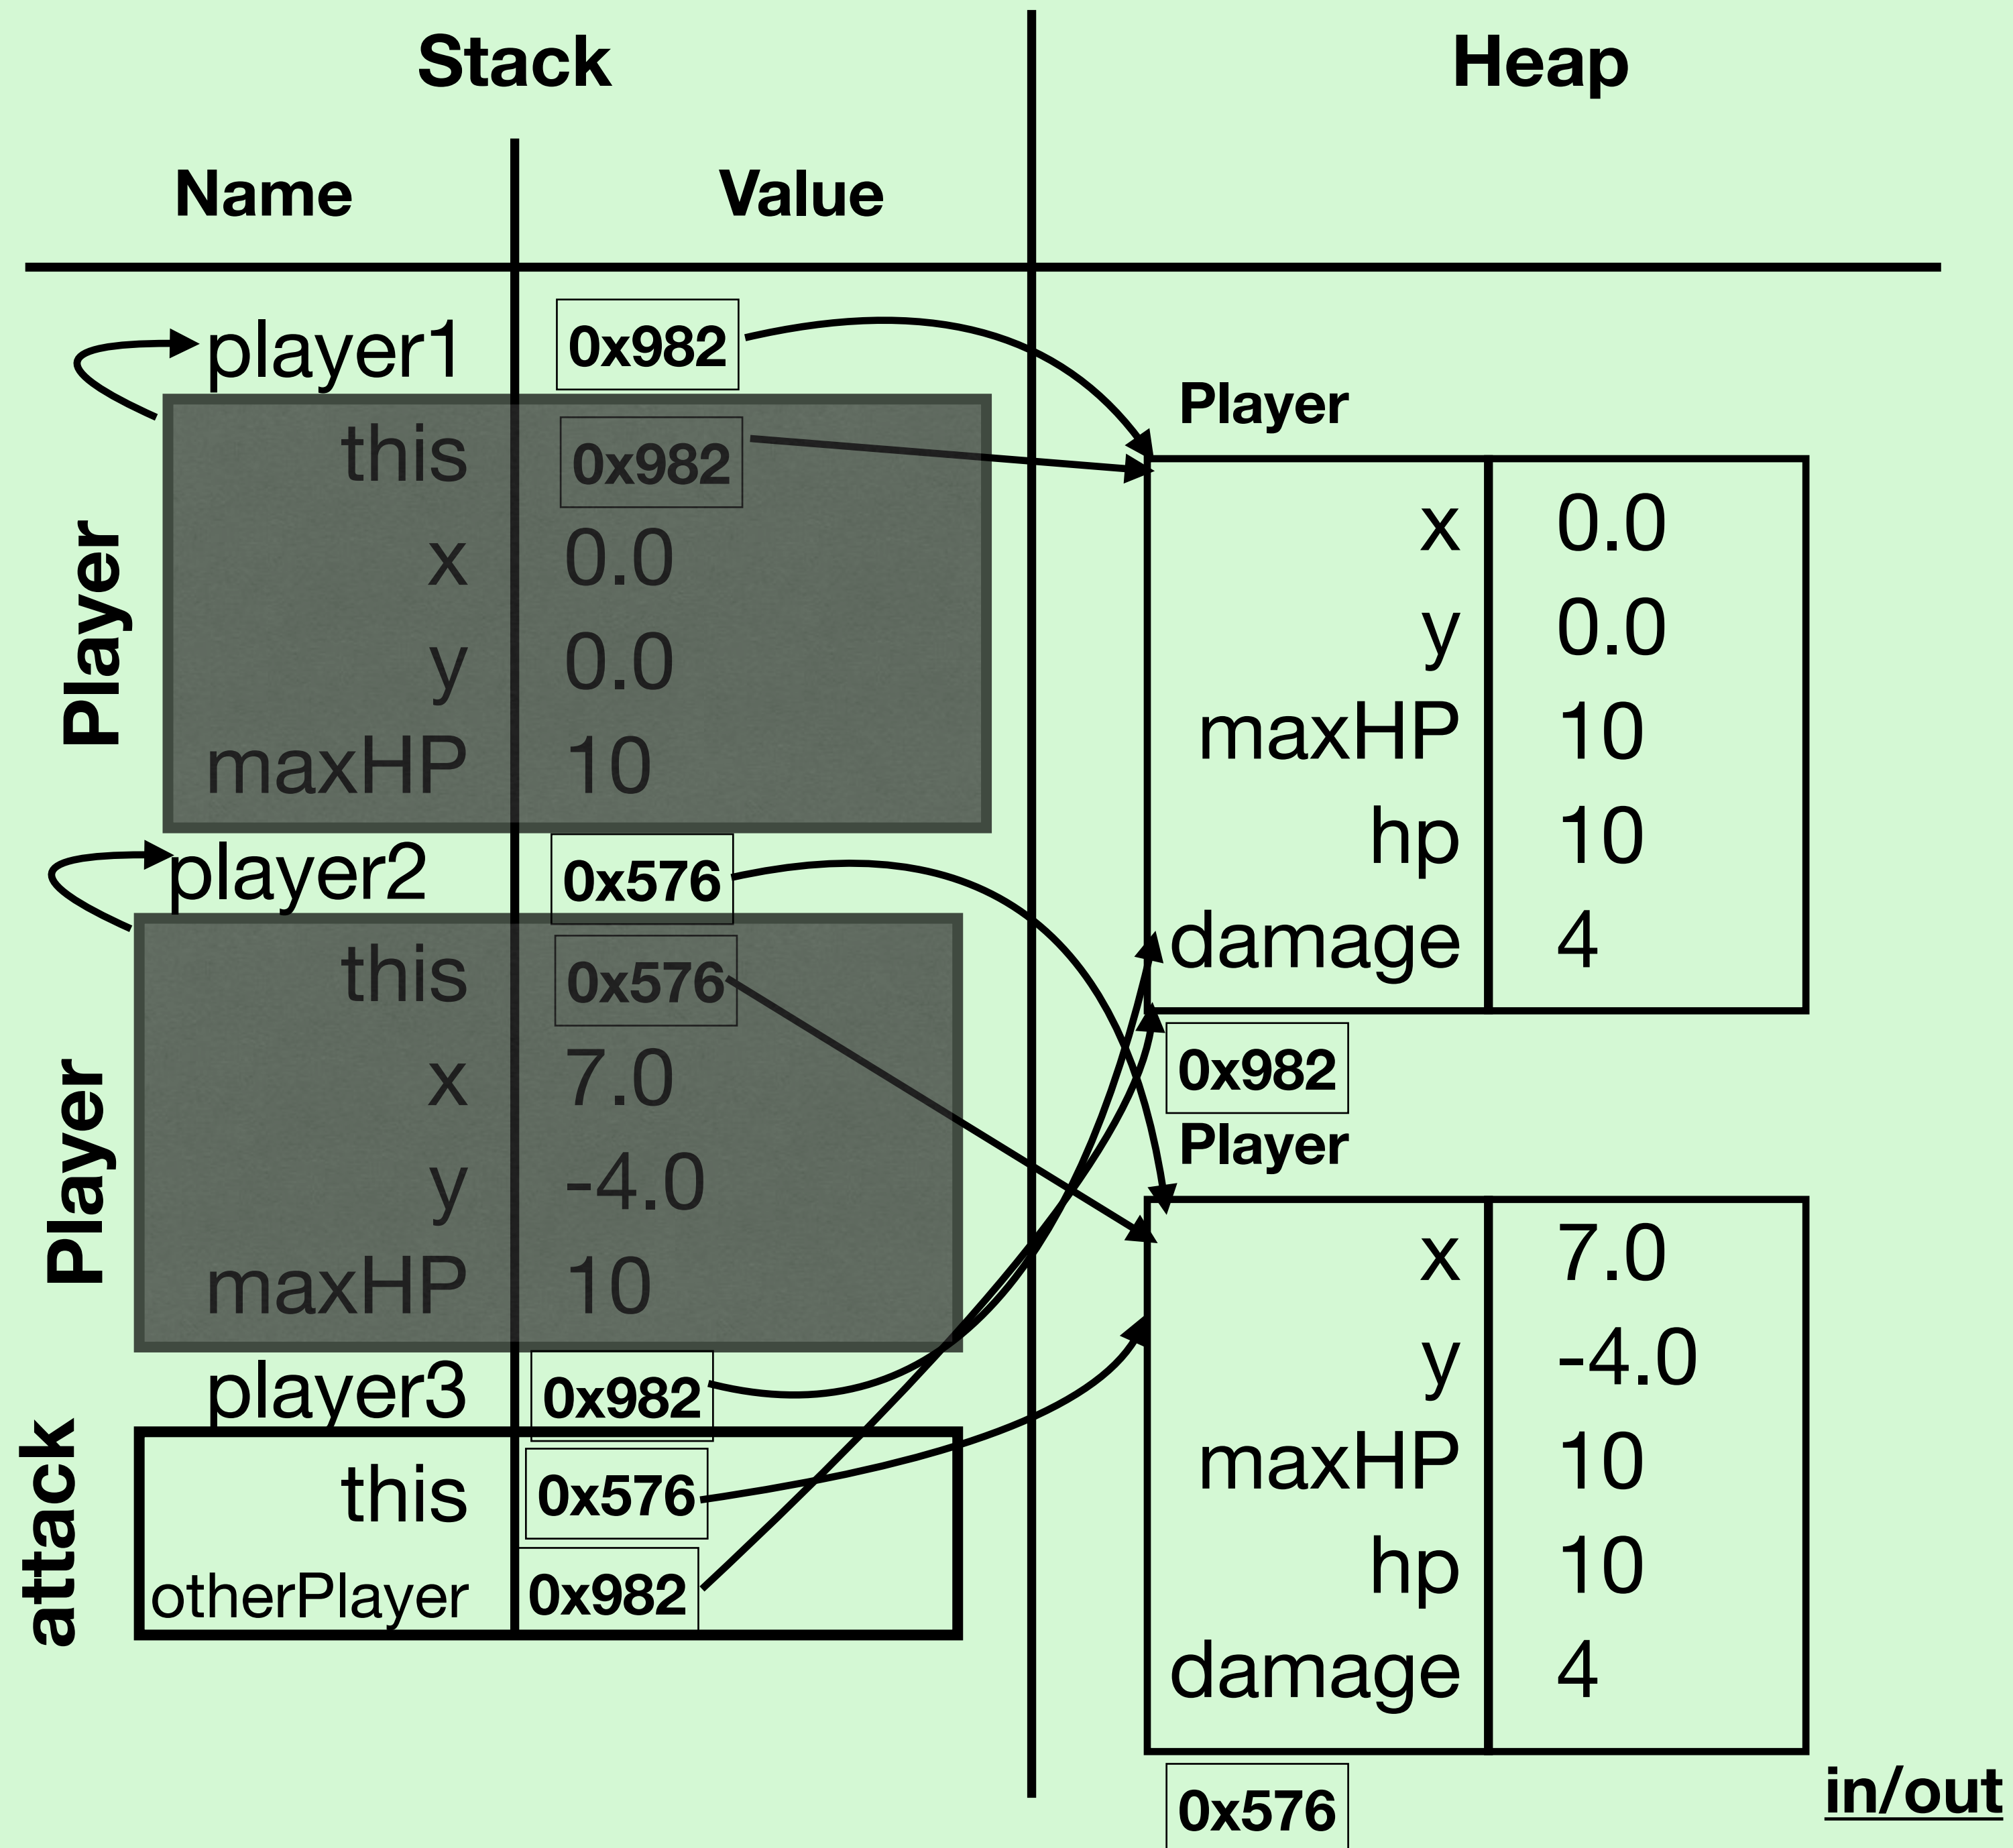 Stack
Heap
Name Value
player1 0x982
Player
this 0x982
x 0.0
y 0.0
maxHP 10
player2 0x576
Player
this 0x576
x 7.0
y -4.0
maxHP 10
player3 0x982
attack
this 0x576
otherPlayer 0x982
Player
x 0.0
y 0.0
maxHP 10
hp 10
damage 4
0x982
Player
x 7.0
y -4.0
maxHP 10
hp 10
damage 4
0x576
in/out